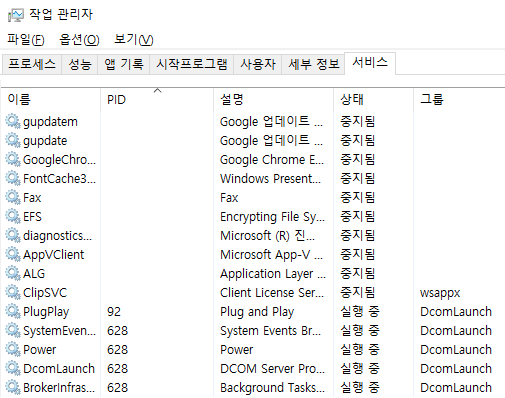 작업 관리자
파일(F) 옵션(O) 보기(V)
프로세스 성능 앱 기록 시작프로그램 사용자 세부 정보 서비스
이름 PID 설명 상태 그룹
gupdatem Google 업데이트 ... 중지됨
gupdate Google 업데이트 ... 중지됨
GoogleChro... Google Chrome E... 중지됨
FontCache3... Windows Present... 중지됨
Fax Fax 중지됨
EFS Encrypting File Sy... 중지됨
diagnostics... Microsoft (R) 진... 중지됨
AppVClient Microsoft App-V ... 중지됨
ALG Application Layer ... 중지됨
ClipSVC Client License Ser... 중지됨 wsappx
PlugPlay 92 Plug and Play 실행 중 DcomLaunch
SystemEven... 628 System Events Br... 실행 중 DcomLaunch
Power 628 Power 실행 중 DcomLaunch
DcomLaunch 628 DCOM Server Pro... 실행 중 DcomLaunch
BrokerInfras... 628 Background Tasks... 실행 중 DcomLaunch